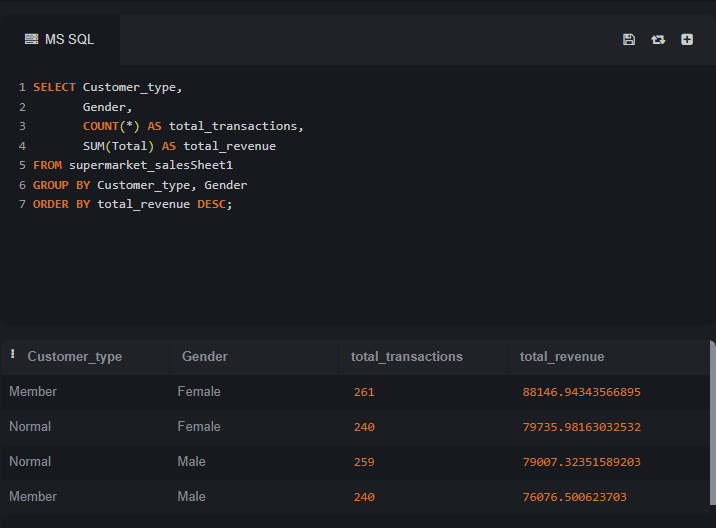 MS SQL
1 SELECT Customer_type,
2 Gender,
3 COUNT(*) AS total_transactions,
4 SUM(Total) AS total_revenue
5 FROM supermarket_salesSheet1
6 GROUP BY Customer_type, Gender
7 ORDER BY total_revenue DESC;
Customer_type Gender total_transactions total_revenue
Member Female 261 88146.94343566895
Normal Female 240 79735.98163032532
Normal Male 259 79007.32351589203
Member Male 240 76076.500623703